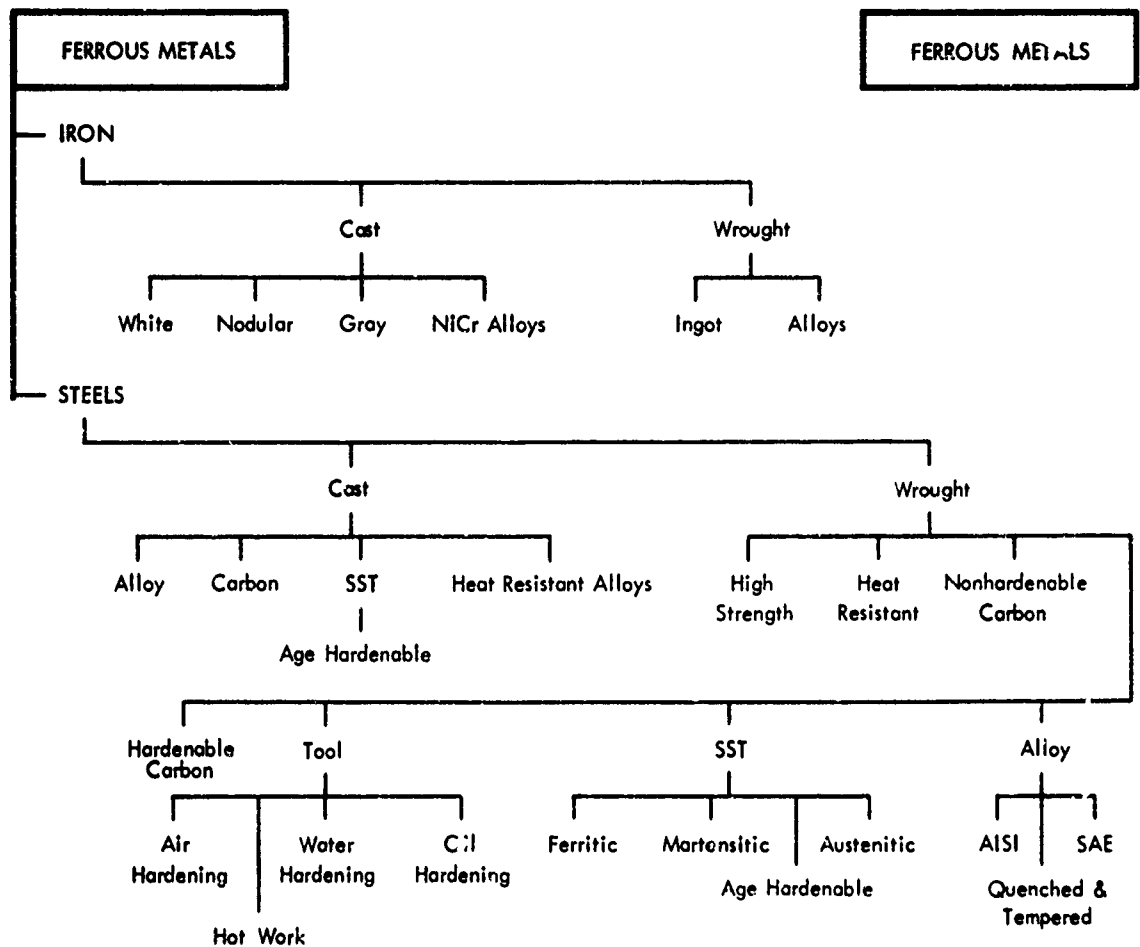 FERROUS METALS
FERROUS METALS
IRON
Cast
Wrought
White Nodular Gray NiCr Alloys
Ingot Alloys
STEELS
Cast
Wrought
Alloy Carbon SST Heat Resistant Alloys
High Strength
Heat Resistant
Nonhardenable Carbon
Age Hardenable
Hardenable Carbon
Tool
SST
Alloy
Air Hardening
Water Hardening
Oil Hardening
Hot Work
Ferritic Martensitic Austenitic
Age Hardenable
AISI SAE
Quenched &
Tempered